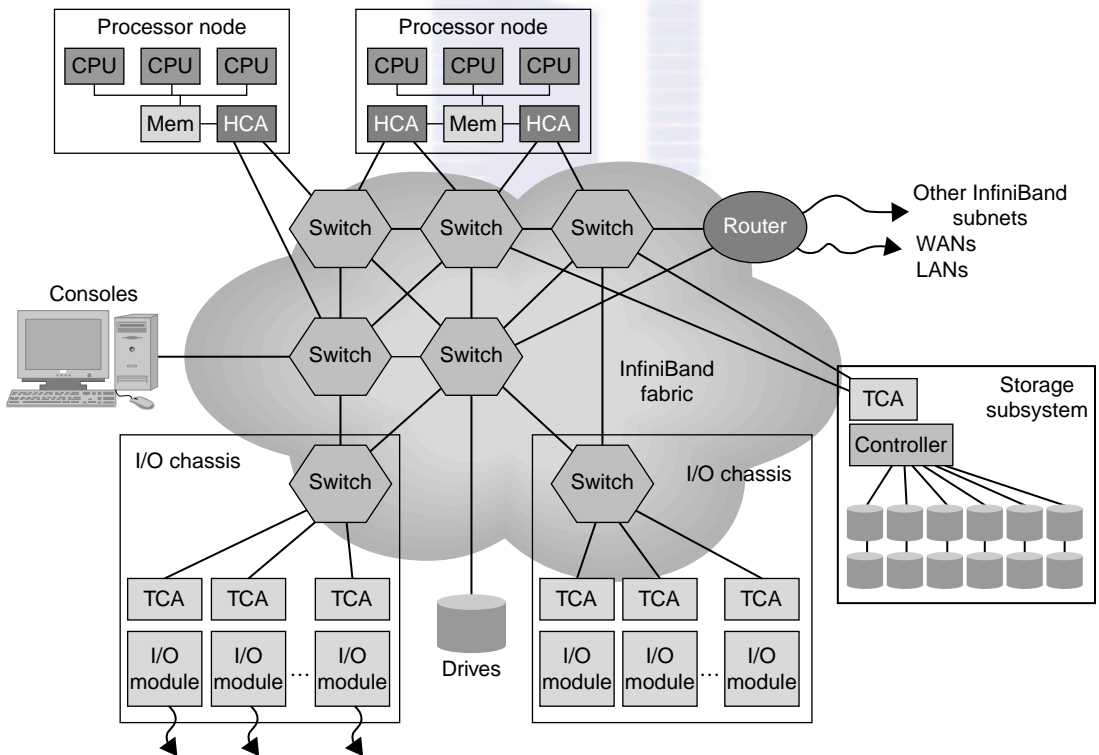 Processor node
CPU
CPU
CPU
Mem
HCA
Processor node
CPU
CPU
CPU
HCA
Mem
HCA
Switch
Switch
Switch
Router
Other InfiniBand
subnets
WANs
LANs
Consoles
Switch
Switch
InfiniBand
fabric
Storage
subsystem
TCA
Controller
I/O chassis
Switch
TCA
TCA
TCA
I/O
module
I/O
module
...
I/O
module
Drives
I/O chassis
Switch
TCA
TCA
TCA
I/O
module
I/O
module
...
I/O
module